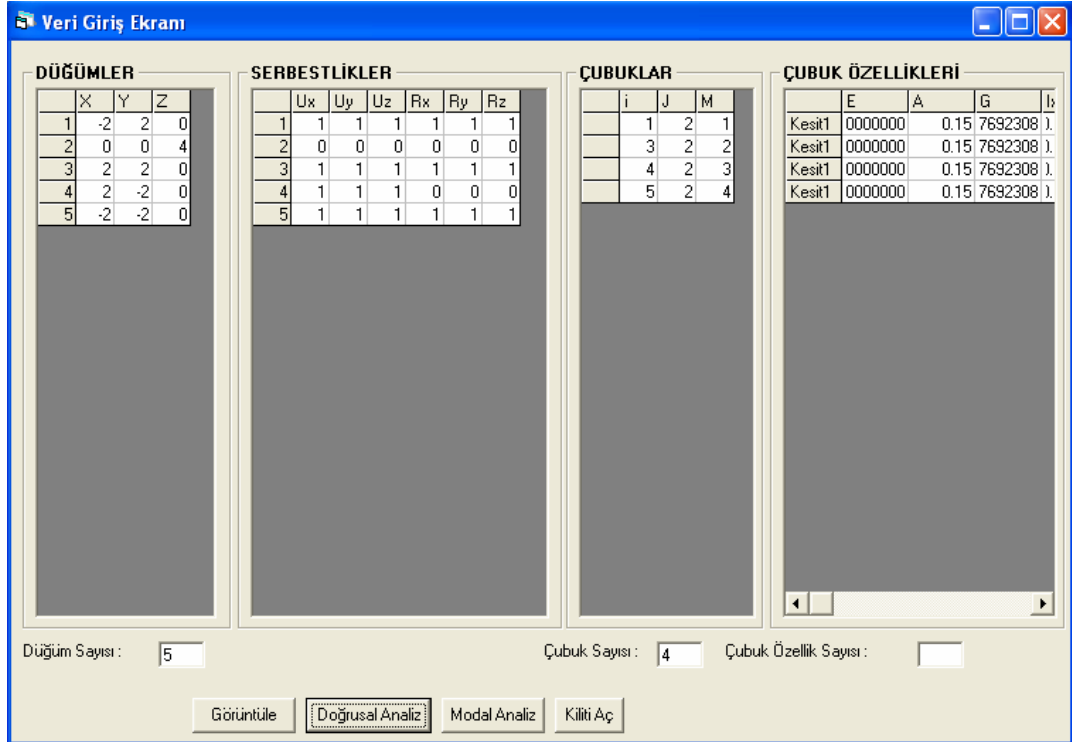 Veri Giriş Ekranı
DÜĞÜMLER
X Y Z
1 -2 2 0
2 0 0 4
3 2 2 0
4 2 -2 0
5 -2 -2 0
SERBESTLİKLER
Ux Uy Uz Rx Ry Rz
1 1 1 1 1 1 1
2 0 0 0 0 0 0
3 1 1 1 1 1 1
4 1 1 1 0 0 0
5 1 1 1 1 1 1
ÇUBUKLAR
i J M
1 2 1
3 2 2
4 2 3
5 2 4
ÇUBUK ÖZELLİKLERİ
E A G
Kesit1 0000000 0.15 7692308
Kesit1 0000000 0.15 7692308
Kesit1 0000000 0.15 7692308
Kesit1 0000000 0.15 7692308
Düğüm Sayısı : 5
Çubuk Sayısı : 4
Çubuk Özellik Sayısı :
Görüntüle Doğrusal Analiz Modal Analiz Kiliti Aç